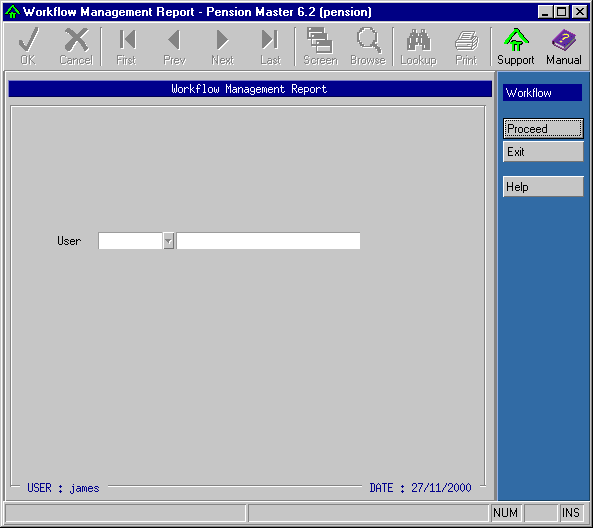 Workflow Management Report - Pension Master 6.2 (pension)
OK Cancel First Prev Next Last Screen Browse Lookup Print Support Manual
Workflow Management Report
Workflow
Proceed
Exit
Help
User
USER : james DATE : 27/11/2000
NUM INS